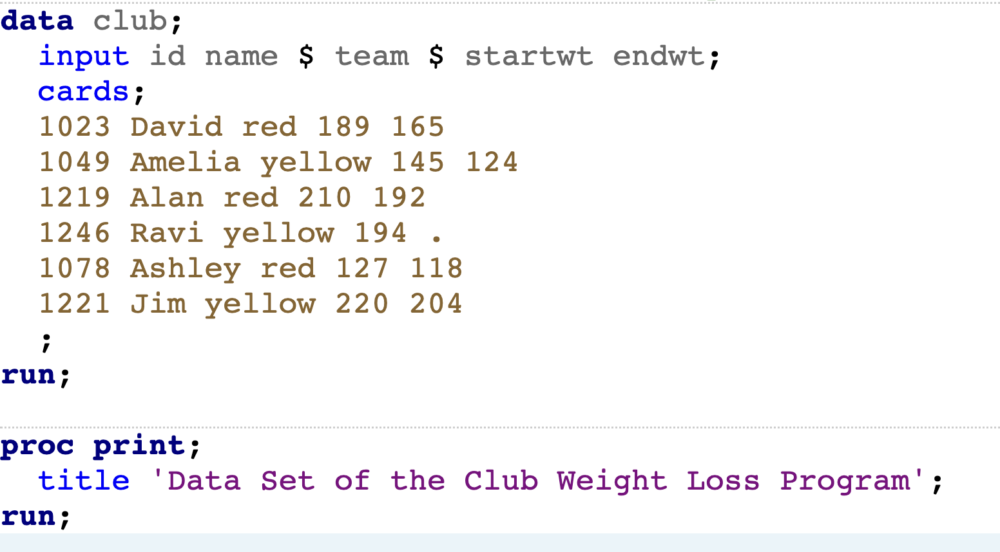 data club;
input id name $ team $ startwt endwt;
cards;
1023 David red 189 165
1049 Amelia yellow 145 124
1219 Alan red 210 192
1246 Ravi yellow 194 .
1078 Ashley red 127 118
1221 Jim yellow 220 204
;
run;
proc print;
title 'Data Set of the Club Weight Loss Program';
run;